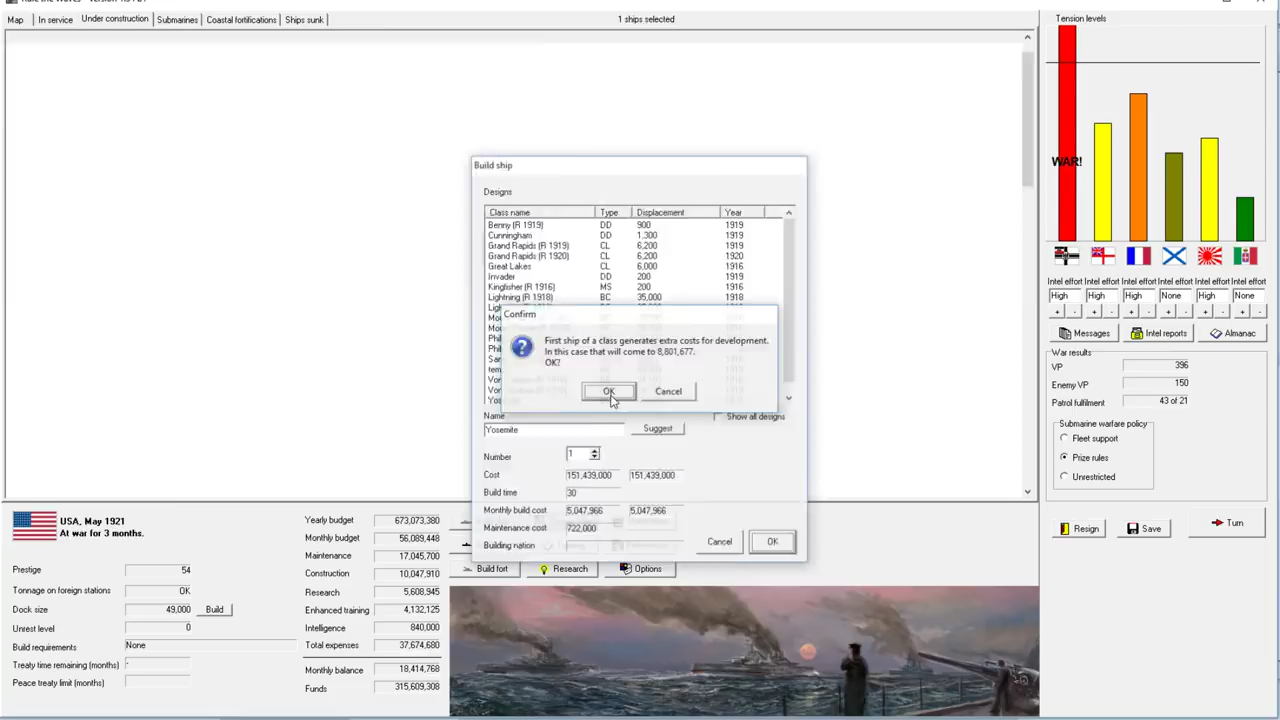 Map
In service
Under construction
Submarines
Coastal fortifications
Ships sunk
1 ships selected
Tension levels
WAR!
Build ship
Designs
Class name Type Displacement Year
Benny (R 1919) DD 900 1919
Cunningham DD 1,300 1919
Grand Rapids (R 1919) CL 6,200 1919
Grand Rapids (R 1920) CL 6,200 1920
Great Lakes CL 6,000 1916
Invader DD 200 1919
Kingfisher (R 1916) MS 200 1916
Lightning (R 1918) BC 35,000 1918
Confirm
First ship of a class generates extra costs for development.
In this case that will come to 8,801,677.
OK?
OK
Cancel
Show all designs
Name
Yosemite
Suggest
Number 1
Cost 151,439,000 151,439,000
Build time 30
Monthly build cost 5,047,966 5,047,966
Maintenance cost 722,000
Building nation
Cancel
OK
Intel effort Intel effort Intel effort Intel effort Intel effort Intel effort
High High High None High None
+ - + - + - + - + - + -
Messages
Intel reports
Almanac
War results
VP 396
Enemy VP 150
Patrol fulfilment 43 of 21
Submarine warfare policy
Fleet support
Prize rules
Unrestricted
Resign
Save
Turn
USA, May 1921
At war for 3 months.
Prestige 54
Tonnage on foreign stations OK
Dock size 49,000 Build
Unrest level 0
Build requirements None
Treaty time remaining (months) -
Peace treaty limit (months)
Yearly budget 673,073,380
Monthly budget 56,089,448
Maintenance 17,045,700
Construction 10,047,910
Research 5,608,945
Enhanced training 4,132,125
Intelligence 840,000
Total expenses 37,674,680
Monthly balance 18,414,768
Funds 315,609,308
Build fort
Research
Options